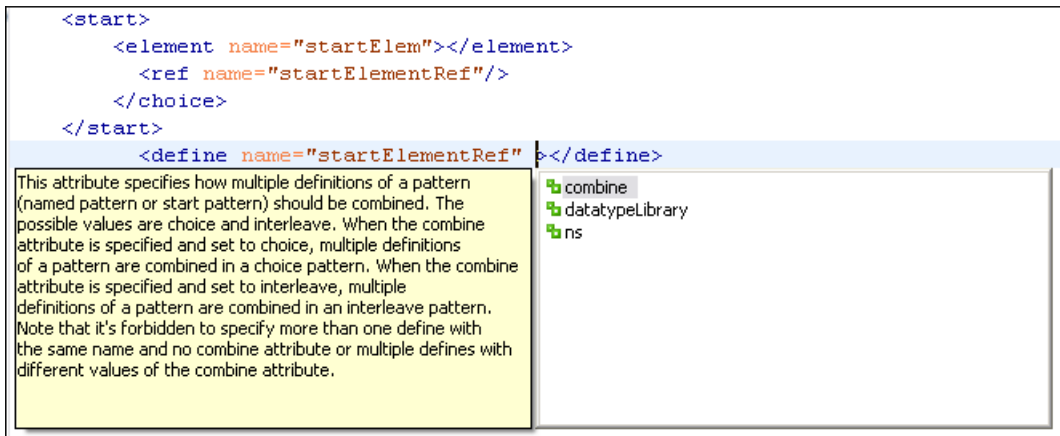 <start>
<element name="startElem"></element>
<ref name="startElementRef"/>
</choice>
</start>
<define name="startElementRef" ></define>
This attribute specifies how multiple definitions of a pattern
(named pattern or start pattern) should be combined. The
possible values are choice and interleave. When the combine
attribute is specified and set to choice, multiple definitions
of a pattern are combined in a choice pattern. When the combine
attribute is specified and set to interleave, multiple
definitions of a pattern are combined in an interleave pattern.
Note that it's forbidden to specify more than one define with
the same name and no combine attribute or multiple defines with
different values of the combine attribute.
combine
datatypeLibrary
ns